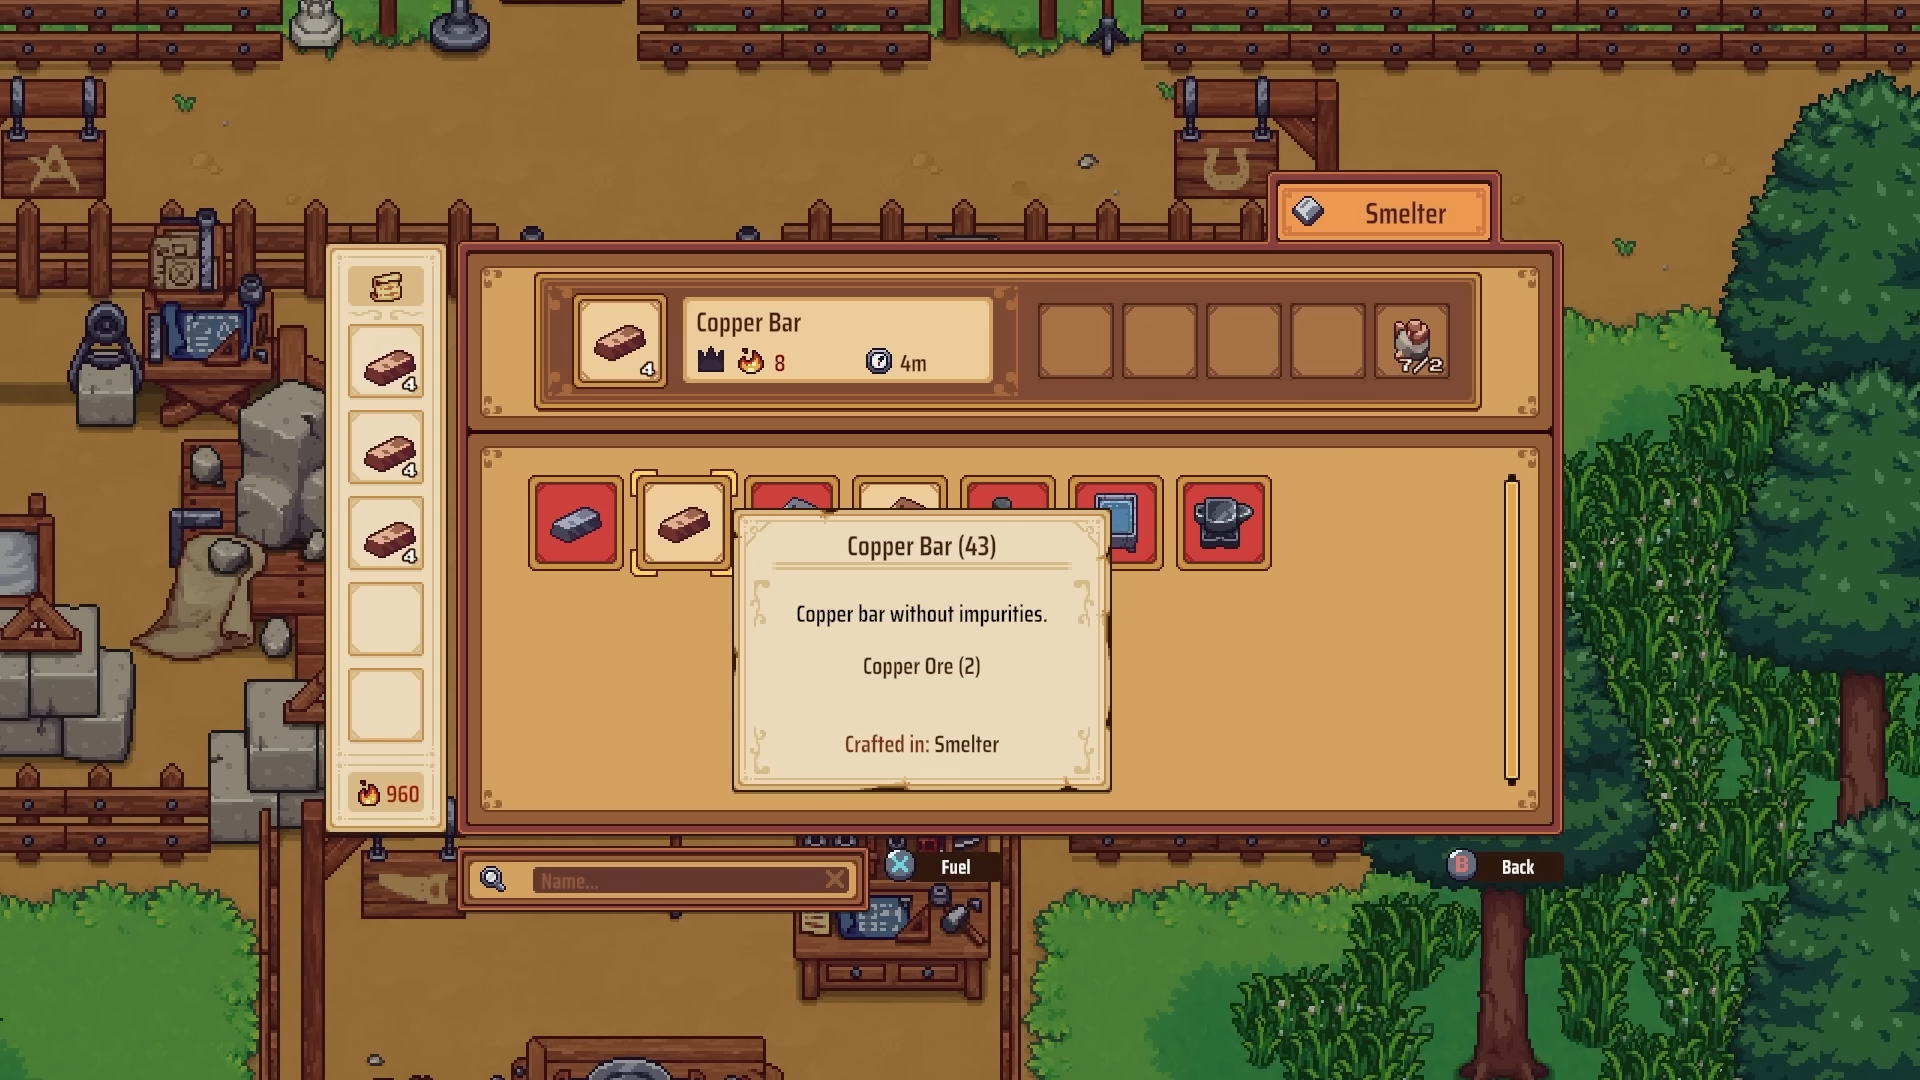 Smelter
Copper Bar
4
8
4m
7/2
4
4
4
Copper Bar (43)
Copper bar without impurities.
Copper Ore (2)
Crafted in: Smelter
960
Name...
X
Fuel
B
Back